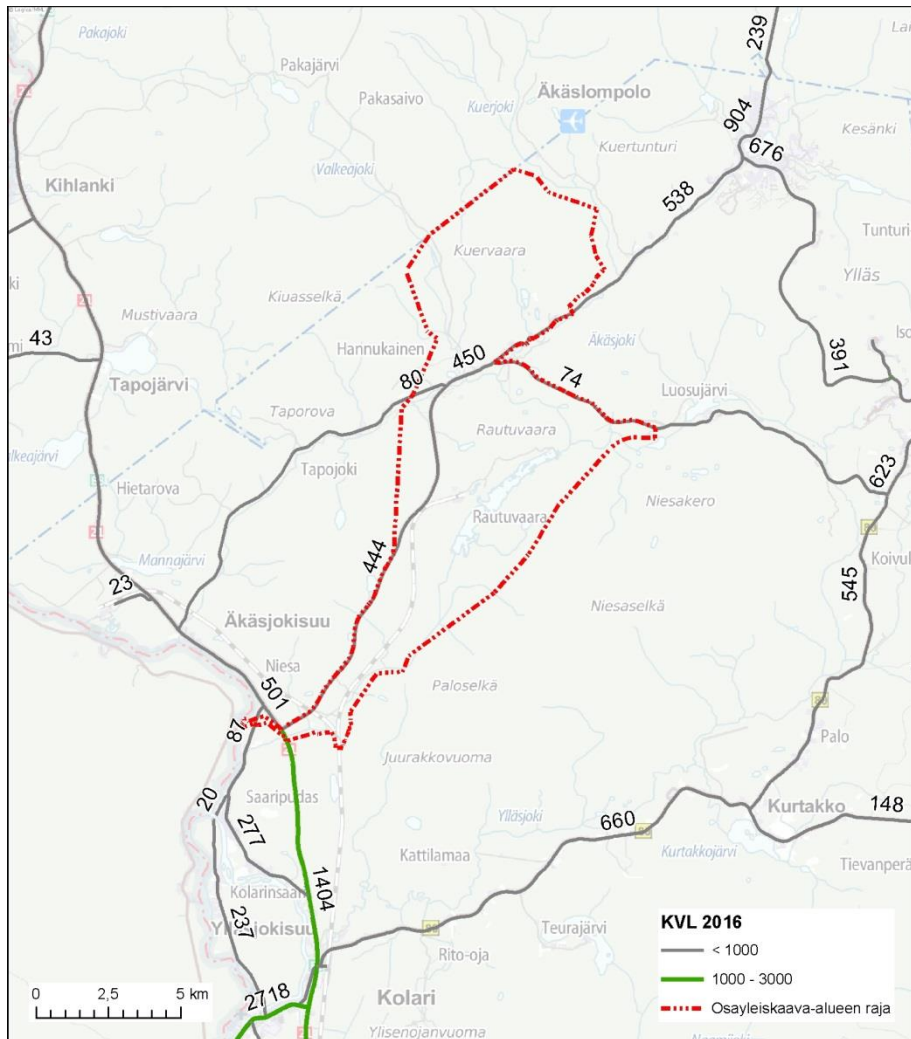 Pakajoki
Pakajärvi
Pakasaivo
Kuerjoki
Äkäslompolo
239
904
676
Kesänki
Kuertunturi
Valkeajoki
Kihlanki
538
Tunturi-
Ylläs
Kuervaara
Kiuasselkä
Mustivaara
43
Tapojärvi
Hannukainen
450
80
74
Äkäsjoki
391
Luosujärvi
Taporova
Rautuvaara
Tapojoki
Hietarova
Rautuvaara
Niesakero
623
Koivul
Mannajärvi
23
444
545
Äkäsjokisuu
Niesaselkä
Niesa
501
Paloselkä
87
Palo
Juurakkovuoma
20
Saaripudas
277
Ylläsjoki
660
Kurtakko
148
Kurtakkojärvi
Kattilamaa
Tievanperä
1404
Kolarinsaari
237
Teurajärvi
Rito-oja
2718
Kolari
Ylisenojanvuoma
KVL 2016
< 1000
1000 - 3000
Osayleiskaava-alueen raja
0 2,5 5 km